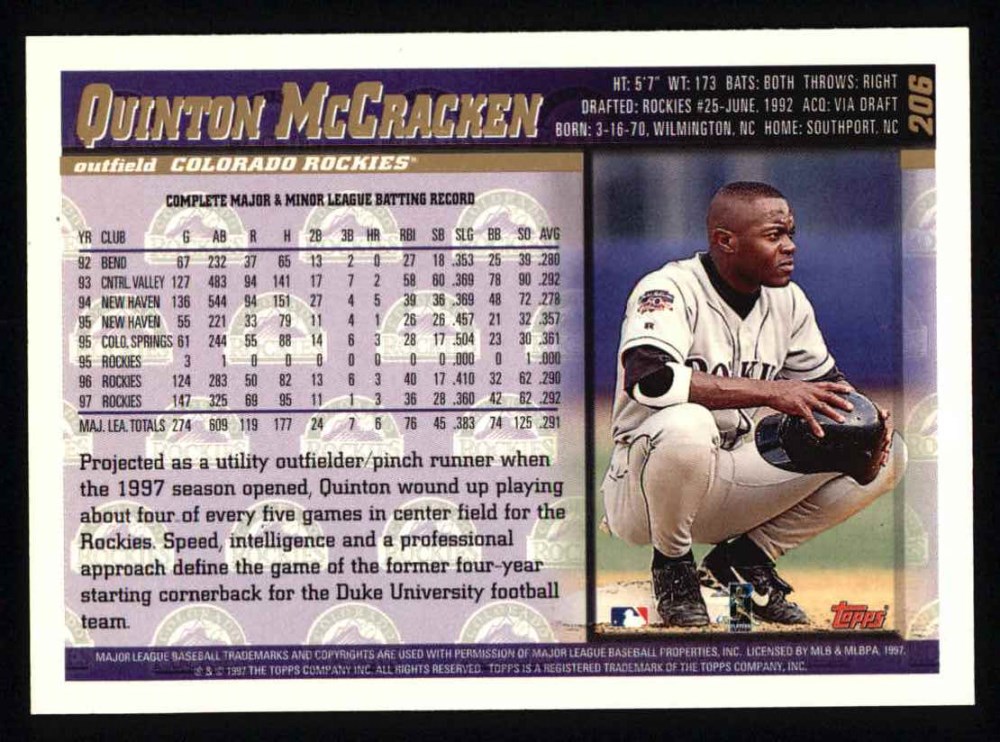 QUINTON McCRACKEN
HT: 5'7" WT: 173 BATS: BOTH THROWS: RIGHT
DRAFTED: ROCKIES #25-JUNE, 1992 ACQ: VIA DRAFT
BORN: 3-16-70, WILMINGTON, NC HOME: SOUTHPORT, NC
206
outfield COLORADO ROCKIES
COMPLETE MAJOR & MINOR LEAGUE BATTING RECORD
YR CLUB G AB R H 2B 3B HR RBI SB SLG BB SO AVG
92 BEND 67 232 37 65 13 2 0 27 18 .353 25 39 .280
93 CNTRL VALLEY 127 483 94 141 17 7 2 58 60 .369 78 90 .292
94 NEW HAVEN 136 544 94 151 27 4 5 39 36 .369 48 72 .278
95 NEW HAVEN 55 221 33 79 11 4 1 26 26 .457 21 32 .357
95 COLO. SPRINGS 61 244 55 88 14 6 3 28 17 .504 23 30 .361
95 ROCKIES 3 1 0 0 0 0 0 0 0 .000 0 1 .000
96 ROCKIES 124 283 50 82 13 6 3 40 17 .410 32 62 .290
97 ROCKIES 147 325 69 95 11 1 3 36 28 .360 42 62 .292
MAJ. LEA. TOTALS 274 609 119 177 24 7 6 76 45 .383 74 125 .291
Projected as a utility outfielder/pinch runner when
the 1997 season opened, Quinton wound up playing
about four of every five games in center field for the
Rockies. Speed, intelligence and a professional
approach define the game of the former four-year
starting cornerback for the Duke University football
team.
Topps
MAJOR LEAGUE BASEBALL TRADEMARKS AND COPYRIGHTS ARE USED WITH PERMISSION OF MAJOR LEAGUE BASEBALL PROPERTIES, INC. LICENSED BY MLB & MLBPA, 1997.
® & © 1997 THE TOPPS COMPANY, INC. ALL RIGHTS RESERVED. TOPPS IS A REGISTERED TRADEMARK OF THE TOPPS COMPANY, INC.